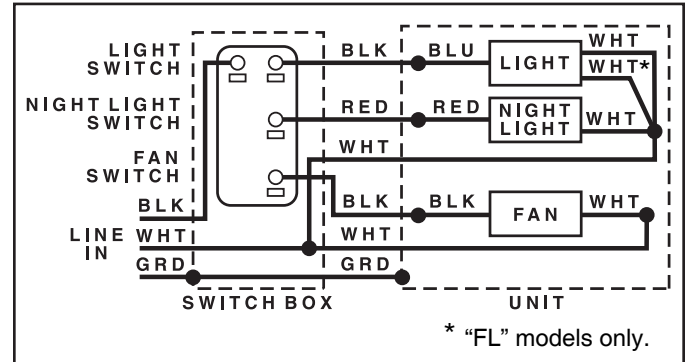 LIGHT SWITCH
BLK
BLU
LIGHT
WHT
WHT*
NIGHT LIGHT SWITCH
RED
RED
NIGHT LIGHT
WHT
WHT
FAN SWITCH
BLK
BLK
FAN
WHT
BLK
LINE IN
WHT
WHT
GRD
GRD
SWITCH BOX
UNIT
* “FL” models only.